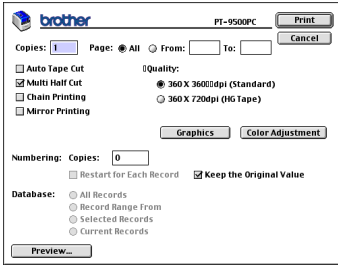 brother PT-9500PC Print
Cancel
Copies: 1 Page: All From: To:
Auto Tape Cut Quality:
Multi Half Cut 360 X 360dpi (Standard)
Chain Printing 360 X 720dpi (HG Tape)
Mirror Printing
Graphics Color Adjustment
Numbering: Copies: 0
Restart for Each Record Keep the Original Value
Database: All Records
Record Range From
Selected Records
Current Records
Preview...